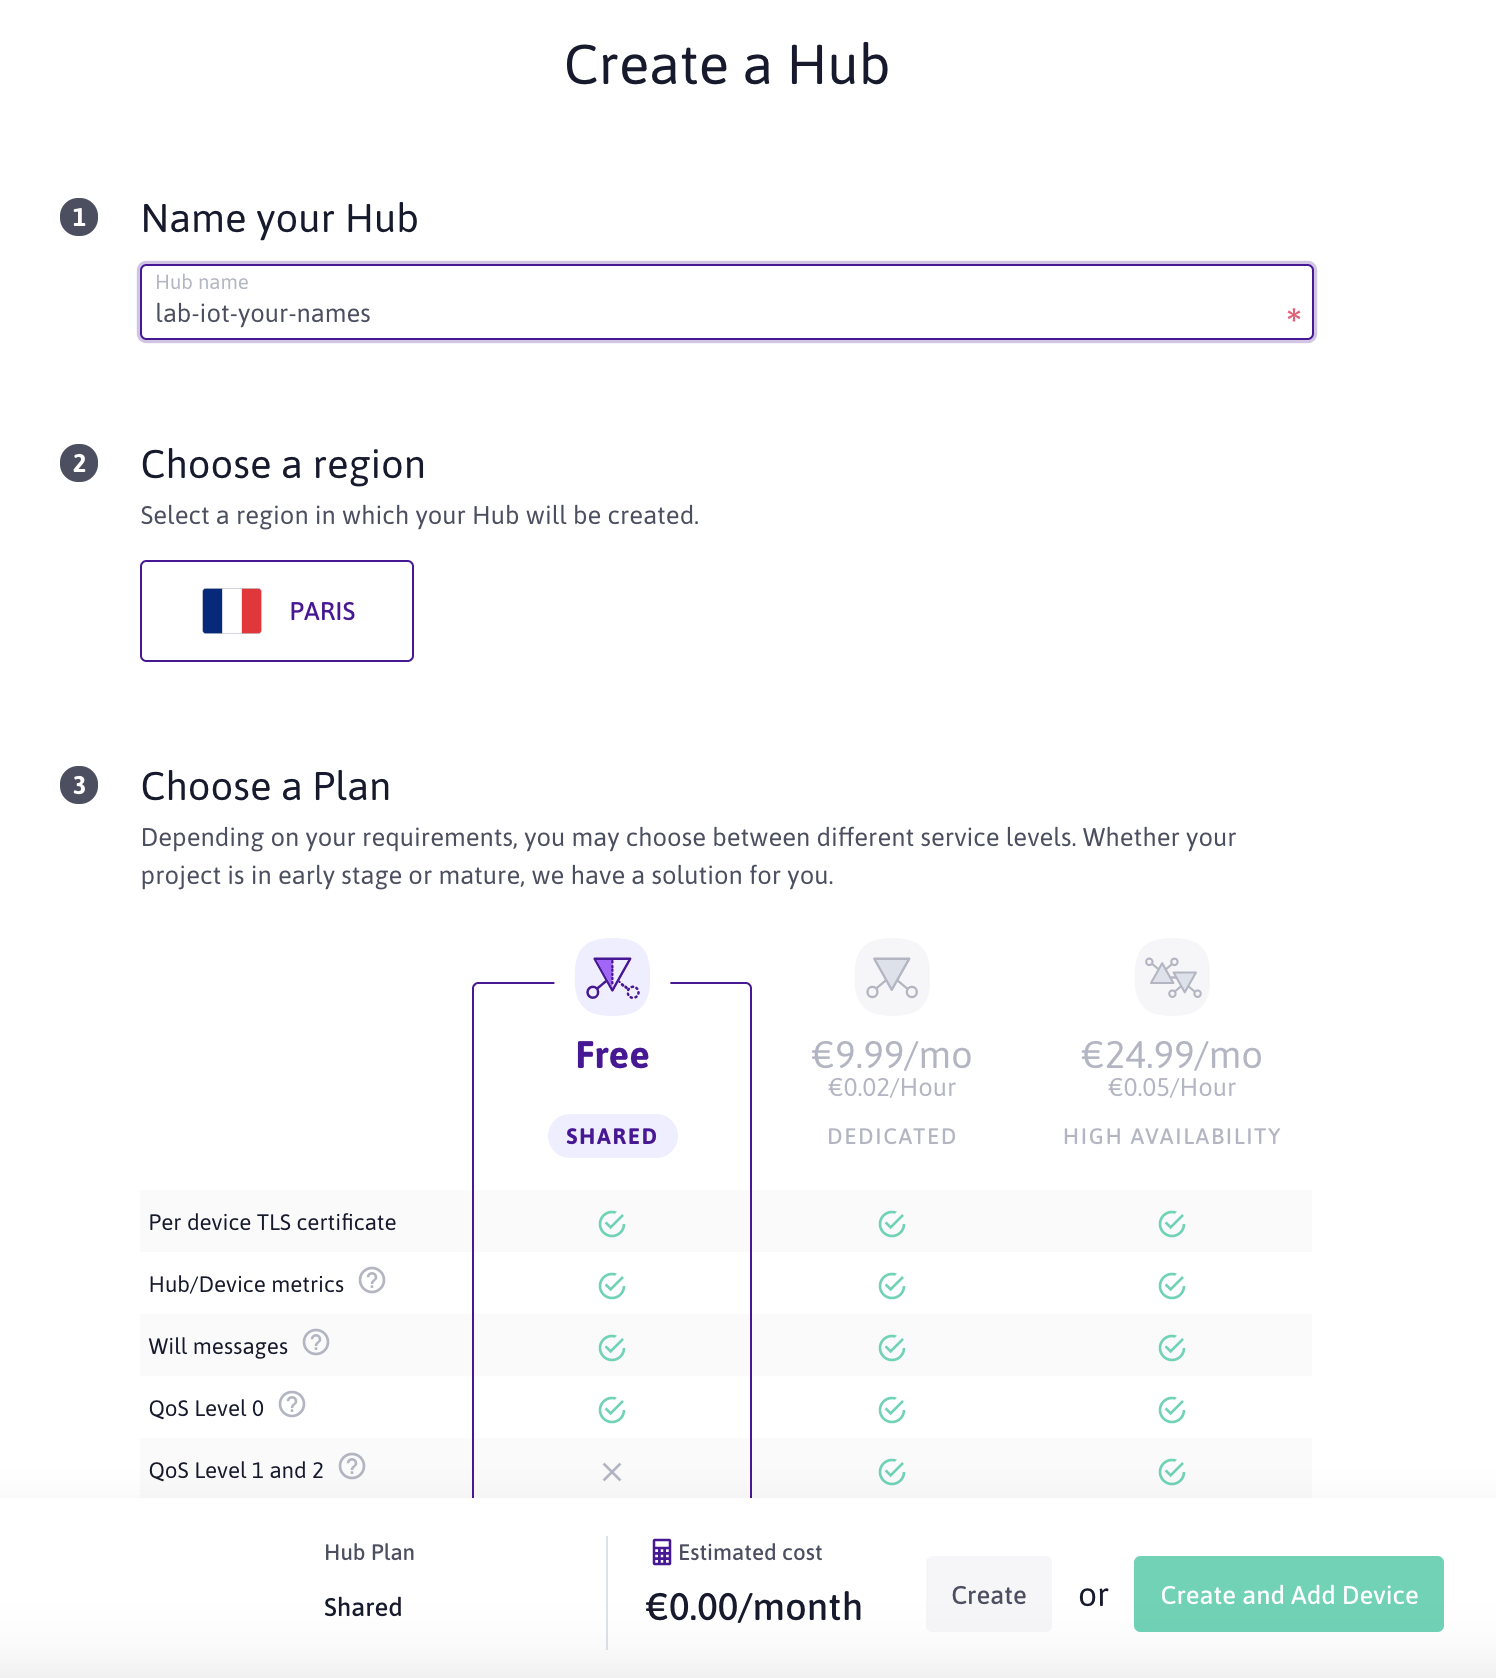 Create a Hub
1 Name your Hub
Hub name
lab-iot-your-names *
2 Choose a region
Select a region in which your Hub will be created.
PARIS
3 Choose a Plan
Depending on your requirements, you may choose between different service levels. Whether your
project is in early stage or mature, we have a solution for you.
Free €9.99/mo €24.99/mo
€0.02/Hour €0.05/Hour
SHARED DEDICATED HIGH AVAILABILITY
Per device TLS certificate
Hub/Device metrics ?
Will messages ?
QoS Level 0 ?
QoS Level 1 and 2 ?
Hub Plan Estimated cost
Shared €0.00/month Create or Create and Add Device